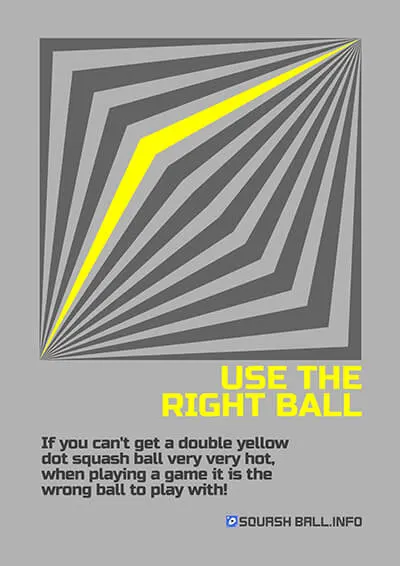 USE THE
RIGHT BALL
If you can't get a double yellow
dot squash ball very very hot,
when playing a game it is the
wrong ball to play with!
SQUASH BALL.INFO